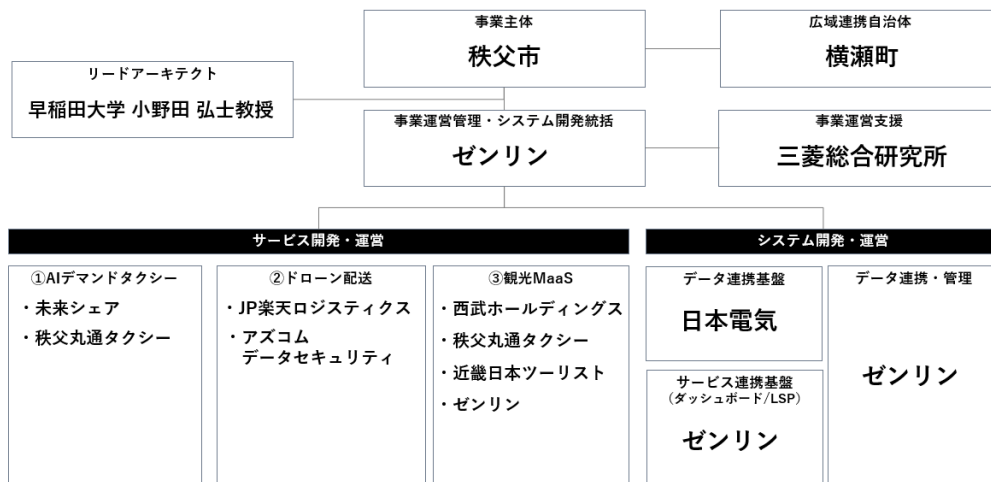 事業主体
秩父市
広域連携自治体
横瀬町
リードアーキテクト
早稲田大学 小野田 弘士教授
事業運営管理・システム開発統括
ゼンリン
事業運営支援
三菱総合研究所
サービス開発・運営
①AIデマンドタクシー
・未来シェア
・秩父丸通タクシー
②ドローン配送
・JP楽天ロジスティクス
・アズコム
データセキュリティ
③観光MaaS
・西武ホールディングス
・秩父丸通タクシー
・近畿日本ツーリスト
・ゼンリン
システム開発・運営
データ連携基盤
日本電気
サービス連携基盤
（ダッシュボード/LSP）
ゼンリン
データ連携・管理
ゼンリン